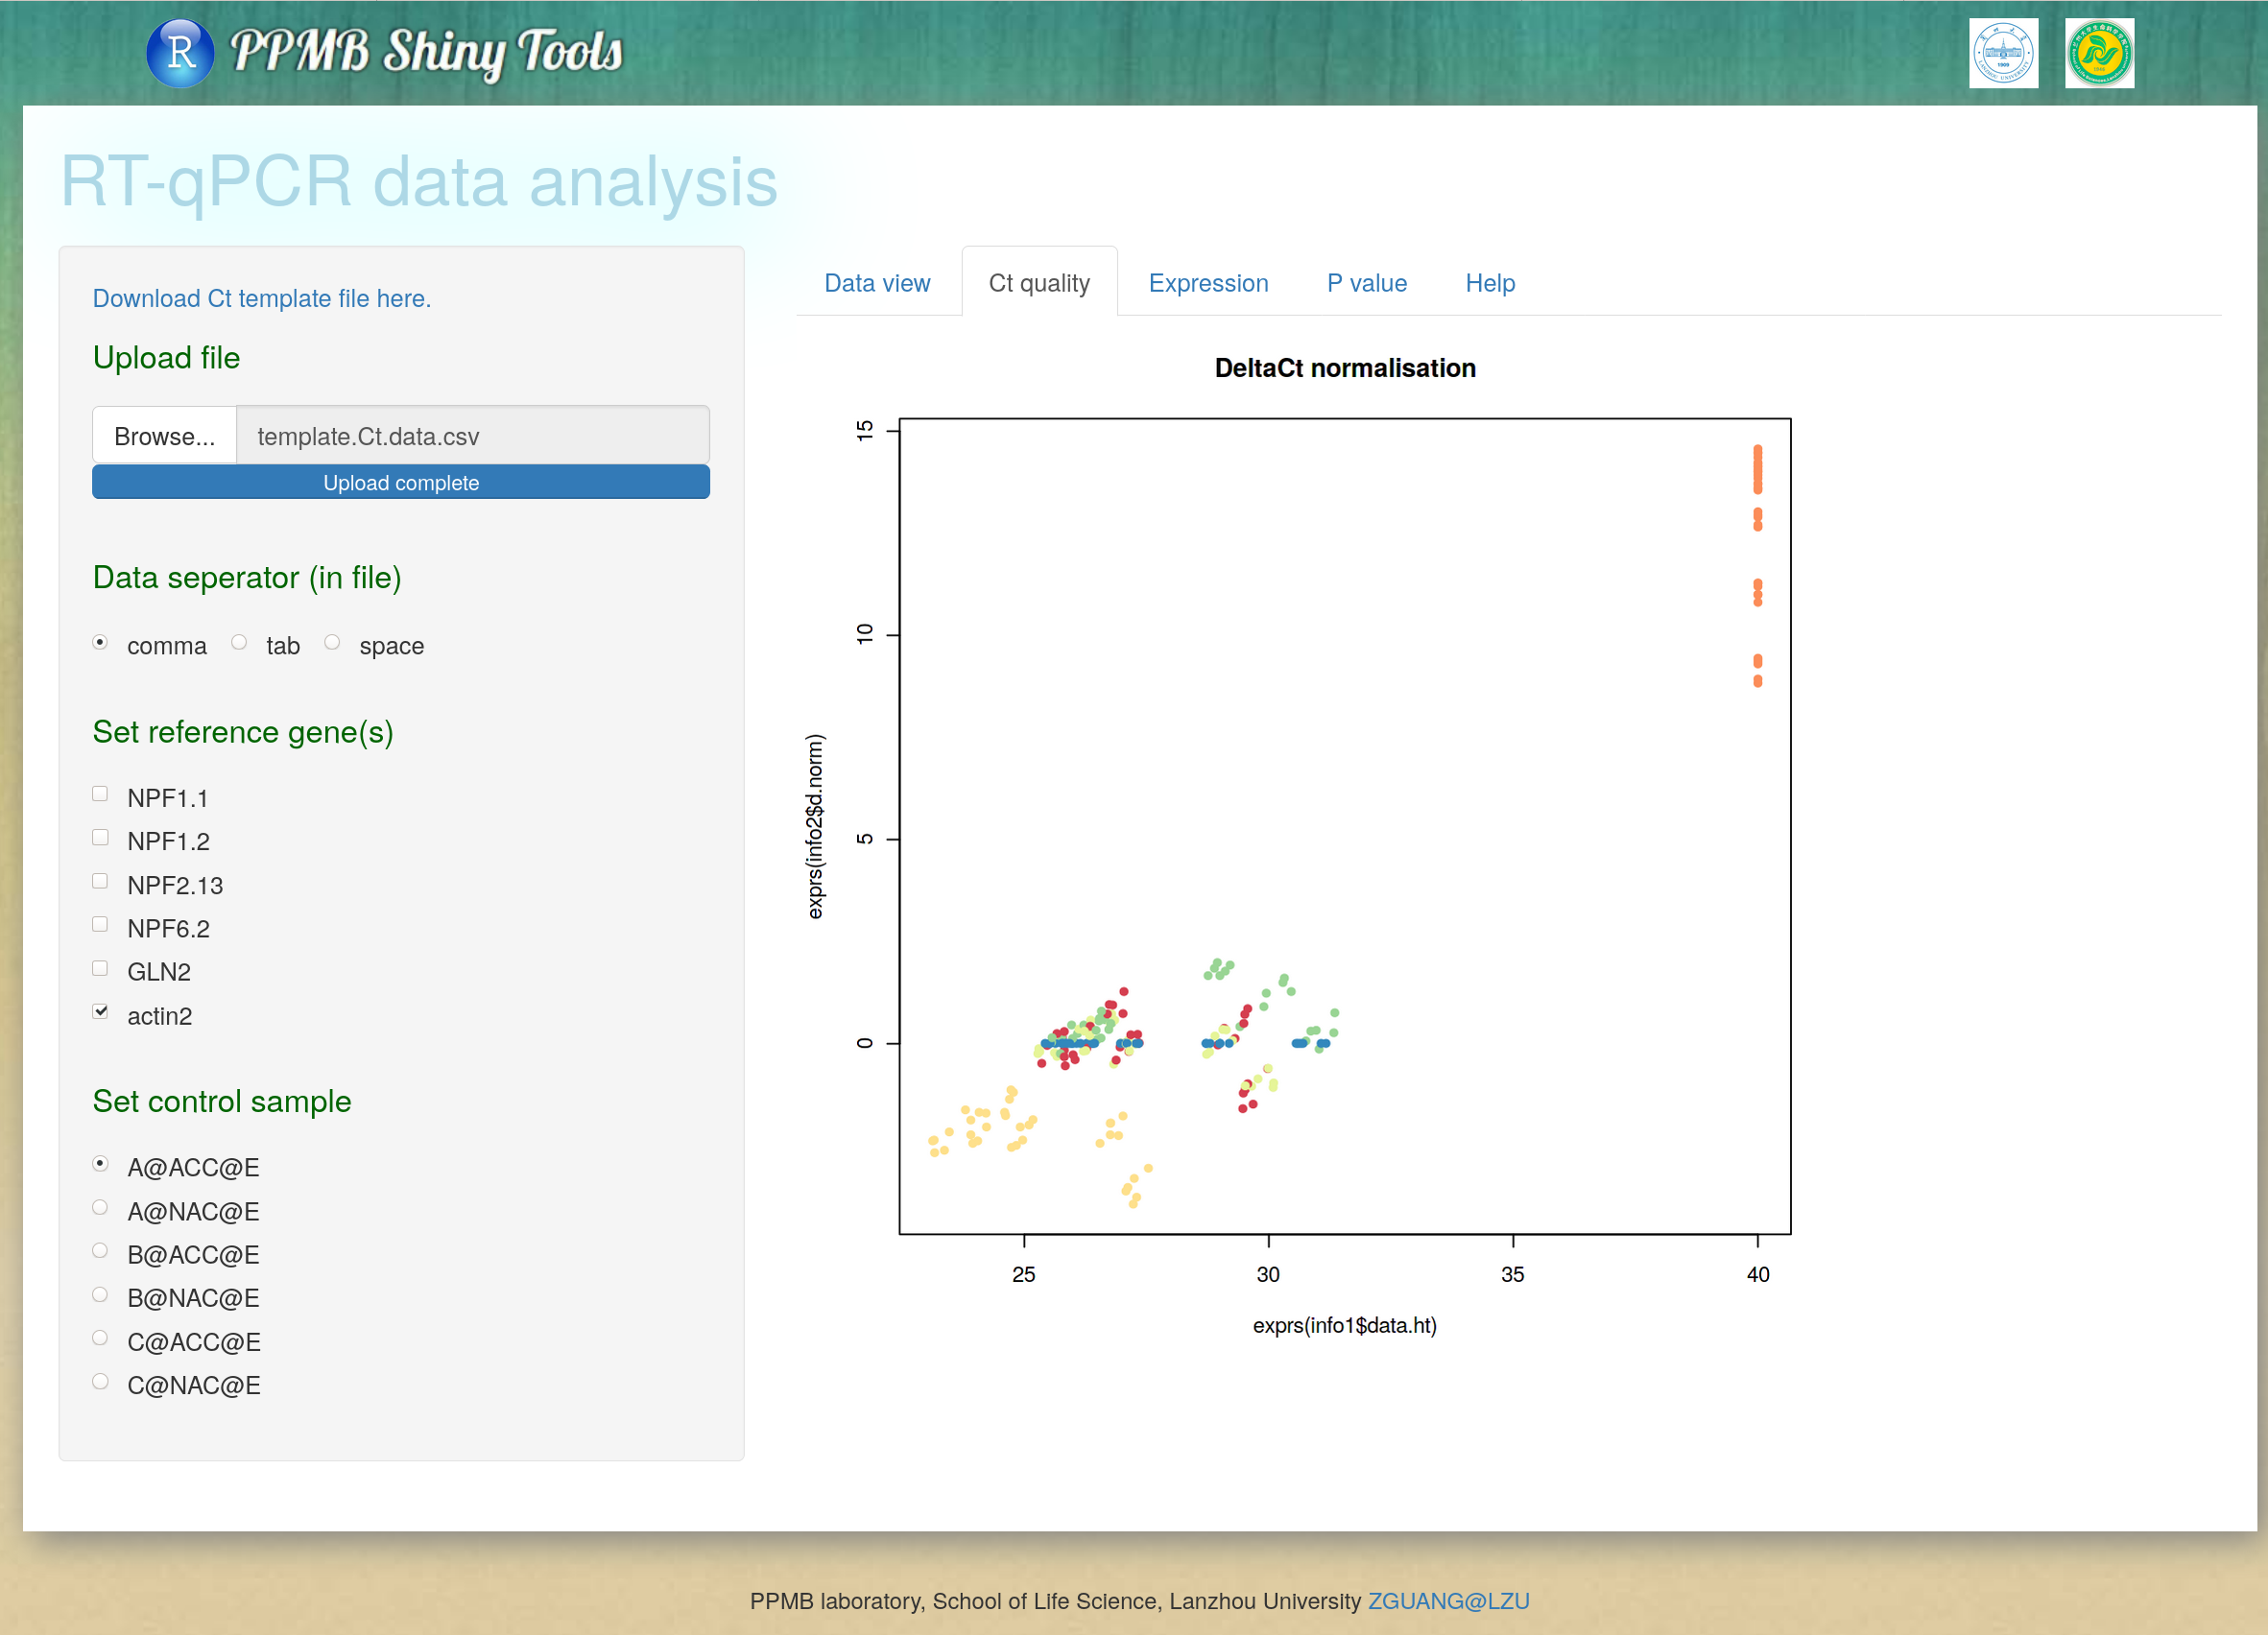 R PPMB Shiny Tools
RT-qPCR data analysis
Download Ct template file here.
Upload file
Browse... template.Ct.data.csv
Upload complete
Data seperator (in file)
comma tab space
Set reference gene(s)
NPF1.1
NPF1.2
NPF2.13
NPF6.2
GLN2
actin2
Set control sample
A@ACC@E
A@NAC@E
B@ACC@E
B@NAC@E
C@ACC@E
C@NAC@E
Data view Ct quality Expression P value Help
DeltaCt normalisation
15
10
5
0
exprs(info2$d.norm)
25 30 35 40
exprs(info1$data.ht)
PPMB laboratory, School of Life Science, Lanzhou University ZGUANG@LZU